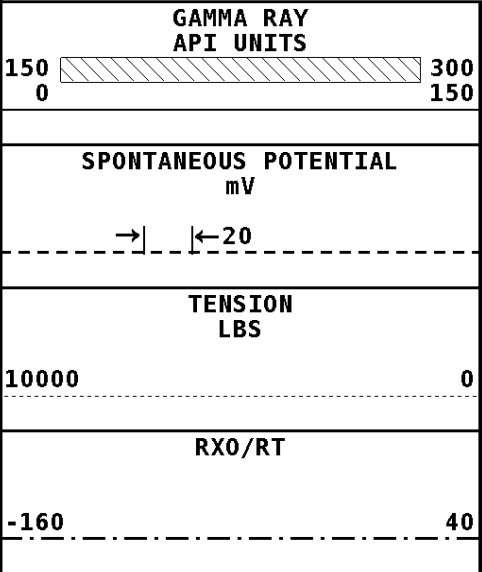 GAMMA RAY
API UNITS
150 300
0 150
SPONTANEOUS POTENTIAL
mV
→| |←20
TENSION
LBS
10000 0
RXO/RT
-160 40